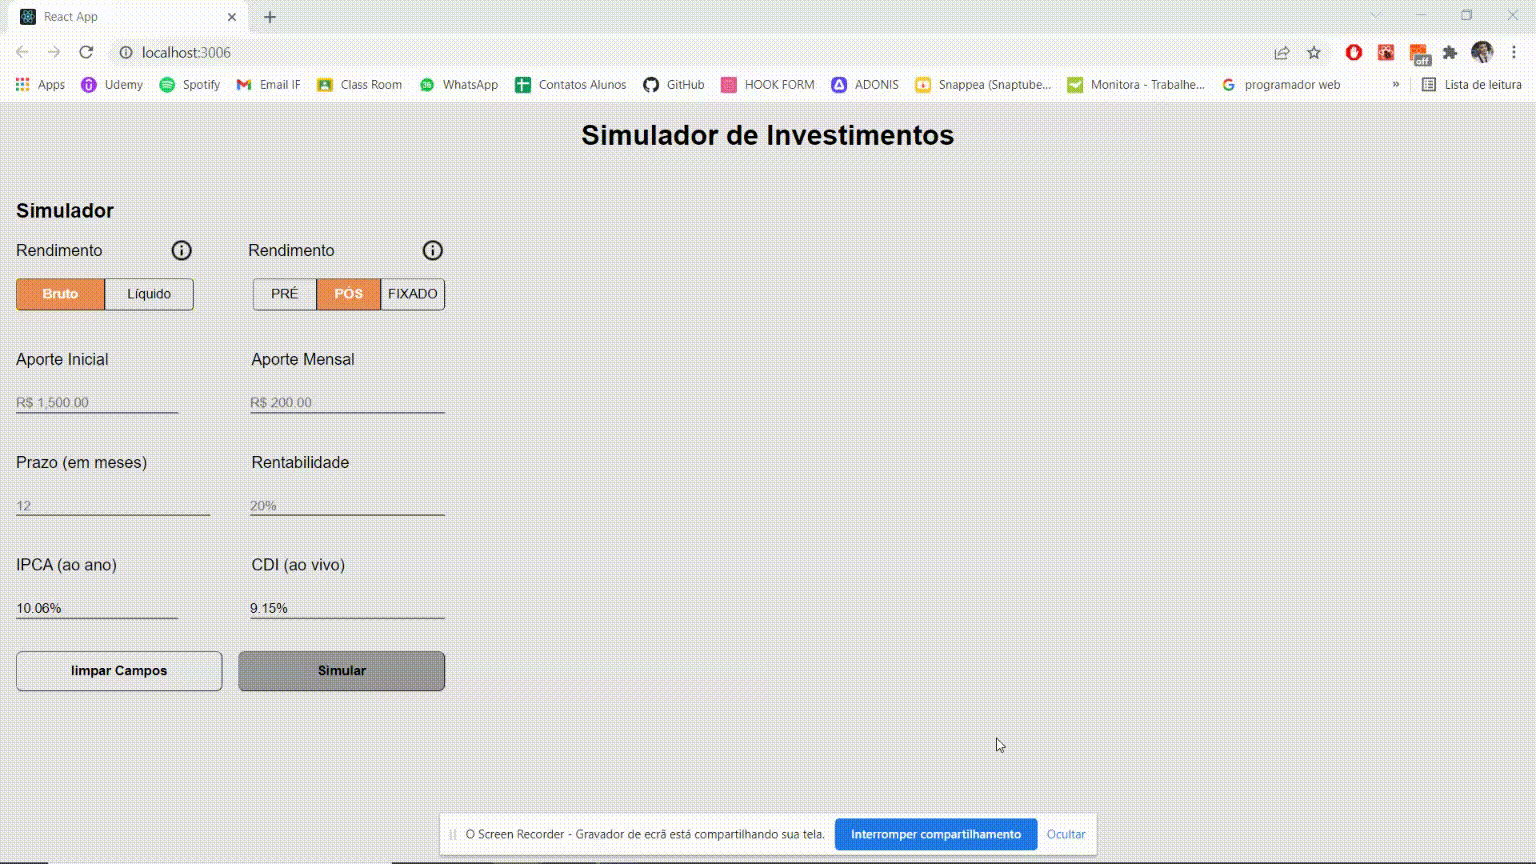 React App
localhost:3006
off
Apps
Udemy
Spotify
Email IF
Class Room
WhatsApp
Contatos Alunos
GitHub
HOOK FORM
ADONIS
Snappea (Snaptube...
Monitora - Trabalhe...
programador web
»
Lista de leitura
Simulador de Investimentos
Simulador
Rendimento
Rendimento
Bruto
Líquido
PRÉ
PÓS
FIXADO
Aporte Inicial
Aporte Mensal
R$ 1,500.00
R$ 200.00
Prazo (em meses)
Rentabilidade
12
20%
IPCA (ao ano)
CDI (ao vivo)
10.06%
9.15%
limpar Campos
Simular
O Screen Recorder - Gravador de ecrã está compartilhando sua tela.
Interromper compartilhamento
Ocultar